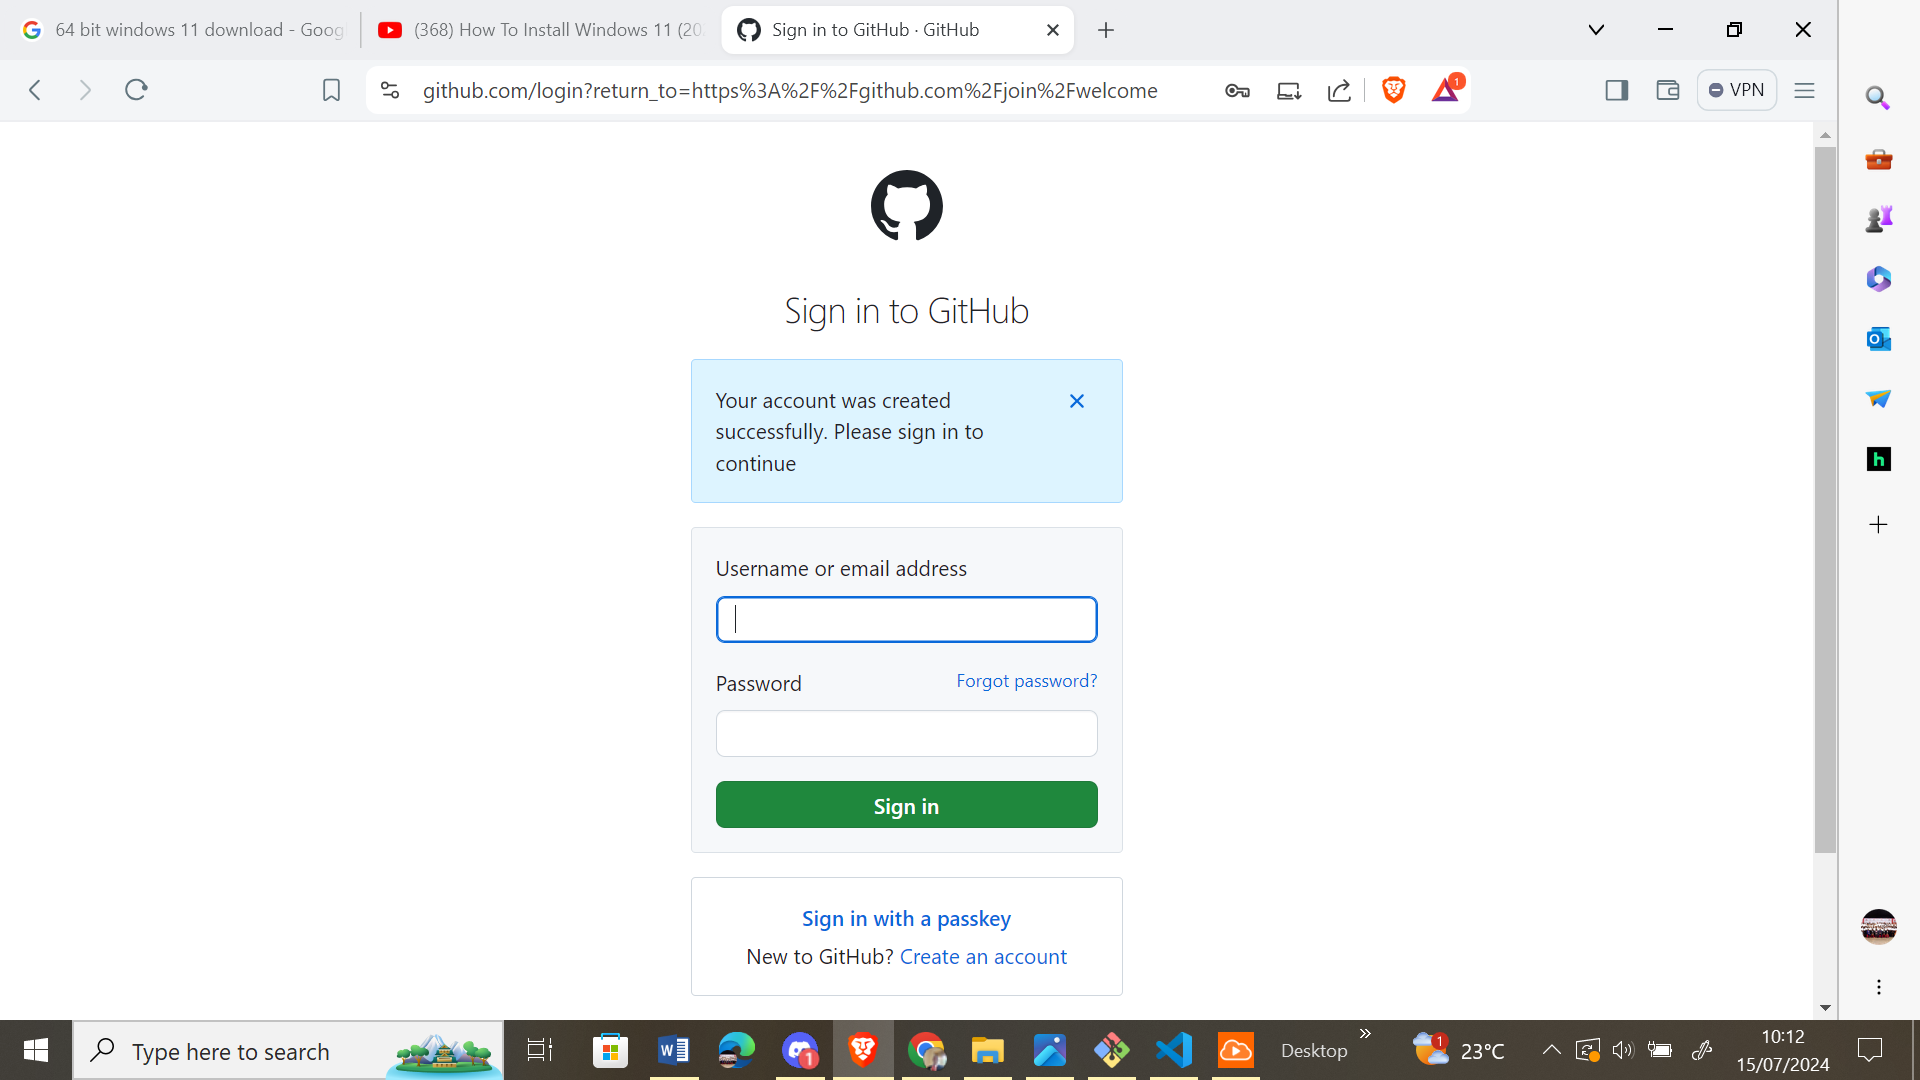 64 bit windows 11 download - Goog
(368) How To Install Windows 11 (20
Sign in to GitHub · GitHub
github.com/login?return_to=https%3A%2F%2Fgithub.com%2Fjoin%2Fwelcome
1
VPN
Sign in to GitHub
Your account was created
successfully. Please sign in to
continue
Username or email address
Password
Forgot password?
Sign in
Sign in with a passkey
New to GitHub? Create an account
h
Type here to search
1
Desktop
1
23°C
10:12
15/07/2024